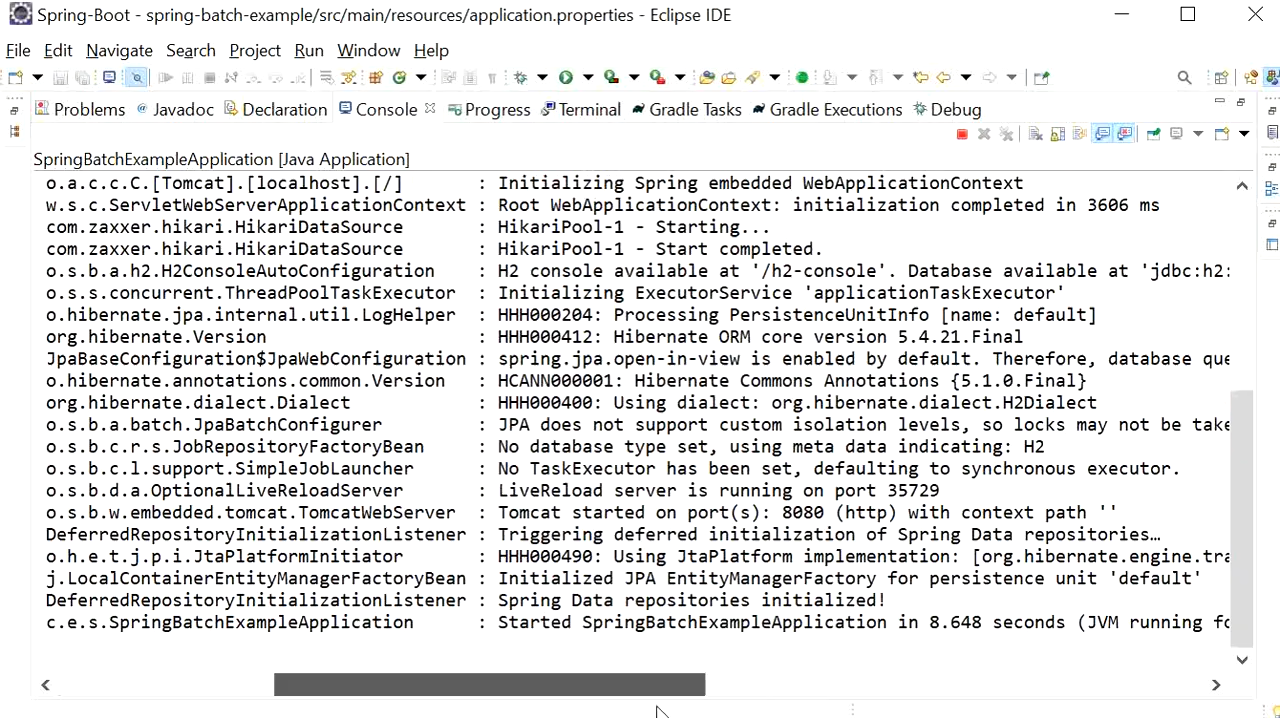 Spring-Boot - spring-batch-example/src/main/resources/application.properties - Eclipse IDE
File Edit Navigate Search Project Run Window Help
Problems Javadoc Declaration Console Progress Terminal Gradle Tasks Gradle Executions Debug
SpringBatchExampleApplication [Java Application]
o.a.c.c.C.[Tomcat].[localhost].[/] : Initializing Spring embedded WebApplicationContext
w.s.c.ServletWebServerApplicationContext : Root WebApplicationContext: initialization completed in 3606 ms
com.zaxxer.hikari.HikariDataSource : HikariPool-1 - Starting...
com.zaxxer.hikari.HikariDataSource : HikariPool-1 - Start completed.
o.s.b.a.h2.H2ConsoleAutoConfiguration : H2 console available at '/h2-console'. Database available at 'jdbc:h2:
o.s.s.concurrent.ThreadPoolTaskExecutor : Initializing ExecutorService 'applicationTaskExecutor'
o.hibernate.jpa.internal.util.LogHelper : HHH000204: Processing PersistenceUnitInfo [name: default]
org.hibernate.Version : HHH000412: Hibernate ORM core version 5.4.21.Final
JpaBaseConfiguration$JpaWebConfiguration : spring.jpa.open-in-view is enabled by default. Therefore, database que
o.hibernate.annotations.common.Version : HCANN000001: Hibernate Commons Annotations {5.1.0.Final}
org.hibernate.dialect.Dialect : HHH000400: Using dialect: org.hibernate.dialect.H2Dialect
o.s.b.a.batch.JpaBatchConfigurer : JPA does not support custom isolation levels, so locks may not be take
o.s.b.c.r.s.JobRepositoryFactoryBean : No database type set, using meta data indicating: H2
o.s.b.c.l.support.SimpleJobLauncher : No TaskExecutor has been set, defaulting to synchronous executor.
o.s.b.d.a.OptionalLiveReloadServer : LiveReload server is running on port 35729
o.s.b.w.embedded.tomcat.TomcatWebServer : Tomcat started on port(s): 8080 (http) with context path ''
DeferredRepositoryInitializationListener : Triggering deferred initialization of Spring Data repositories…
o.h.e.t.j.p.i.JtaPlatformInitiator : HHH000490: Using JtaPlatform implementation: [org.hibernate.engine.tra
j.LocalContainerEntityManagerFactoryBean : Initialized JPA EntityManagerFactory for persistence unit 'default'
DeferredRepositoryInitializationListener : Spring Data repositories initialized!
c.e.s.SpringBatchExampleApplication : Started SpringBatchExampleApplication in 8.648 seconds (JVM running fo